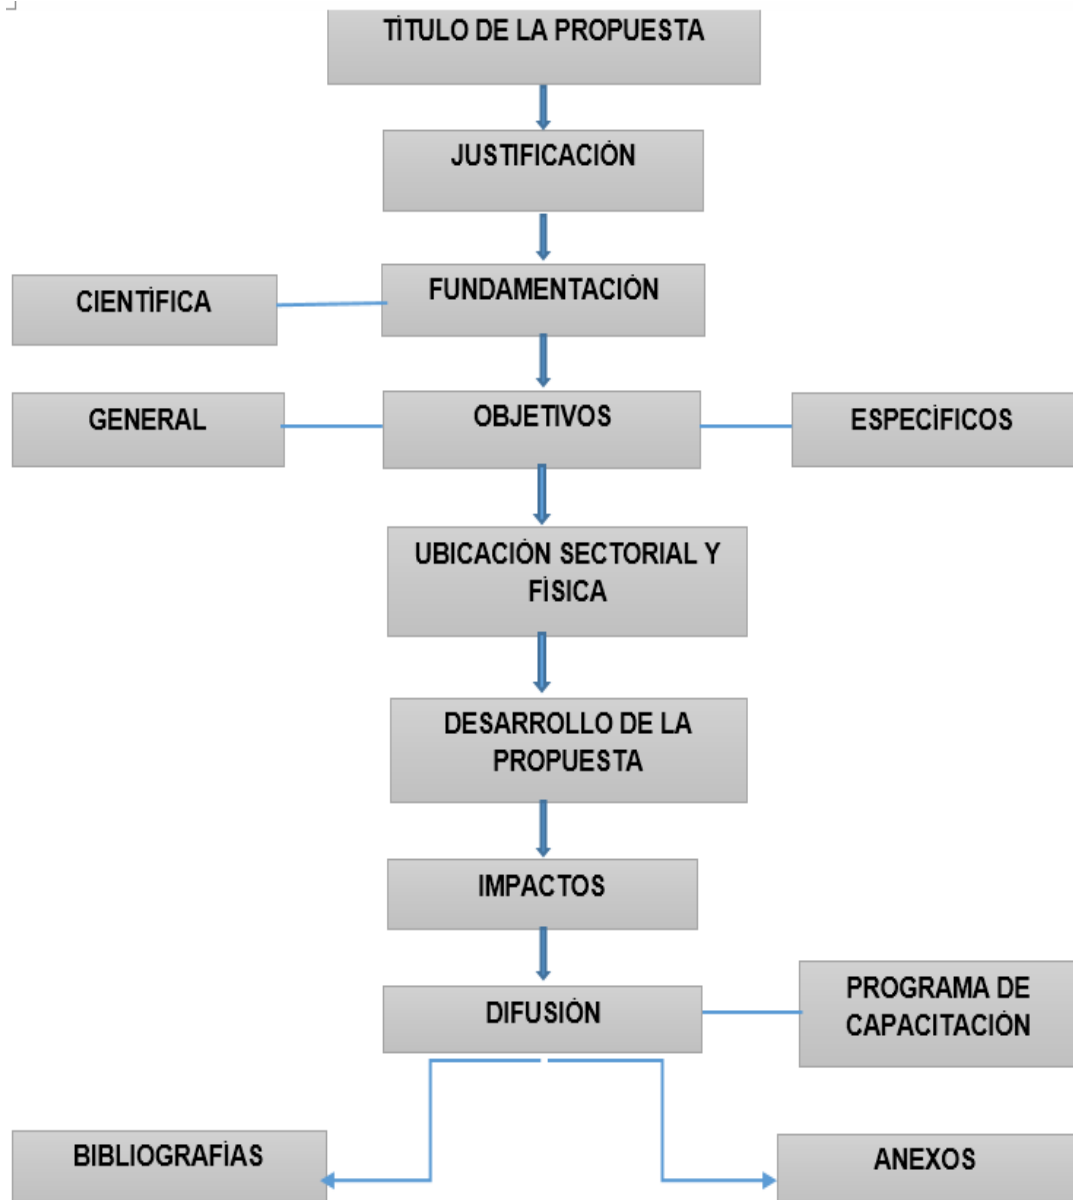 TÍTULO DE LA PROPUESTA
JUSTIFICACIÓN
CIENTÍFICA
FUNDAMENTACIÓN
GENERAL
OBJETIVOS
ESPECÍFICOS
UBICACIÓN SECTORIAL Y
FÍSICA
DESARROLLO DE LA
PROPUESTA
IMPACTOS
DIFUSIÓN
PROGRAMA DE
CAPACITACIÓN
BIBLIOGRAFÍAS
ANEXOS